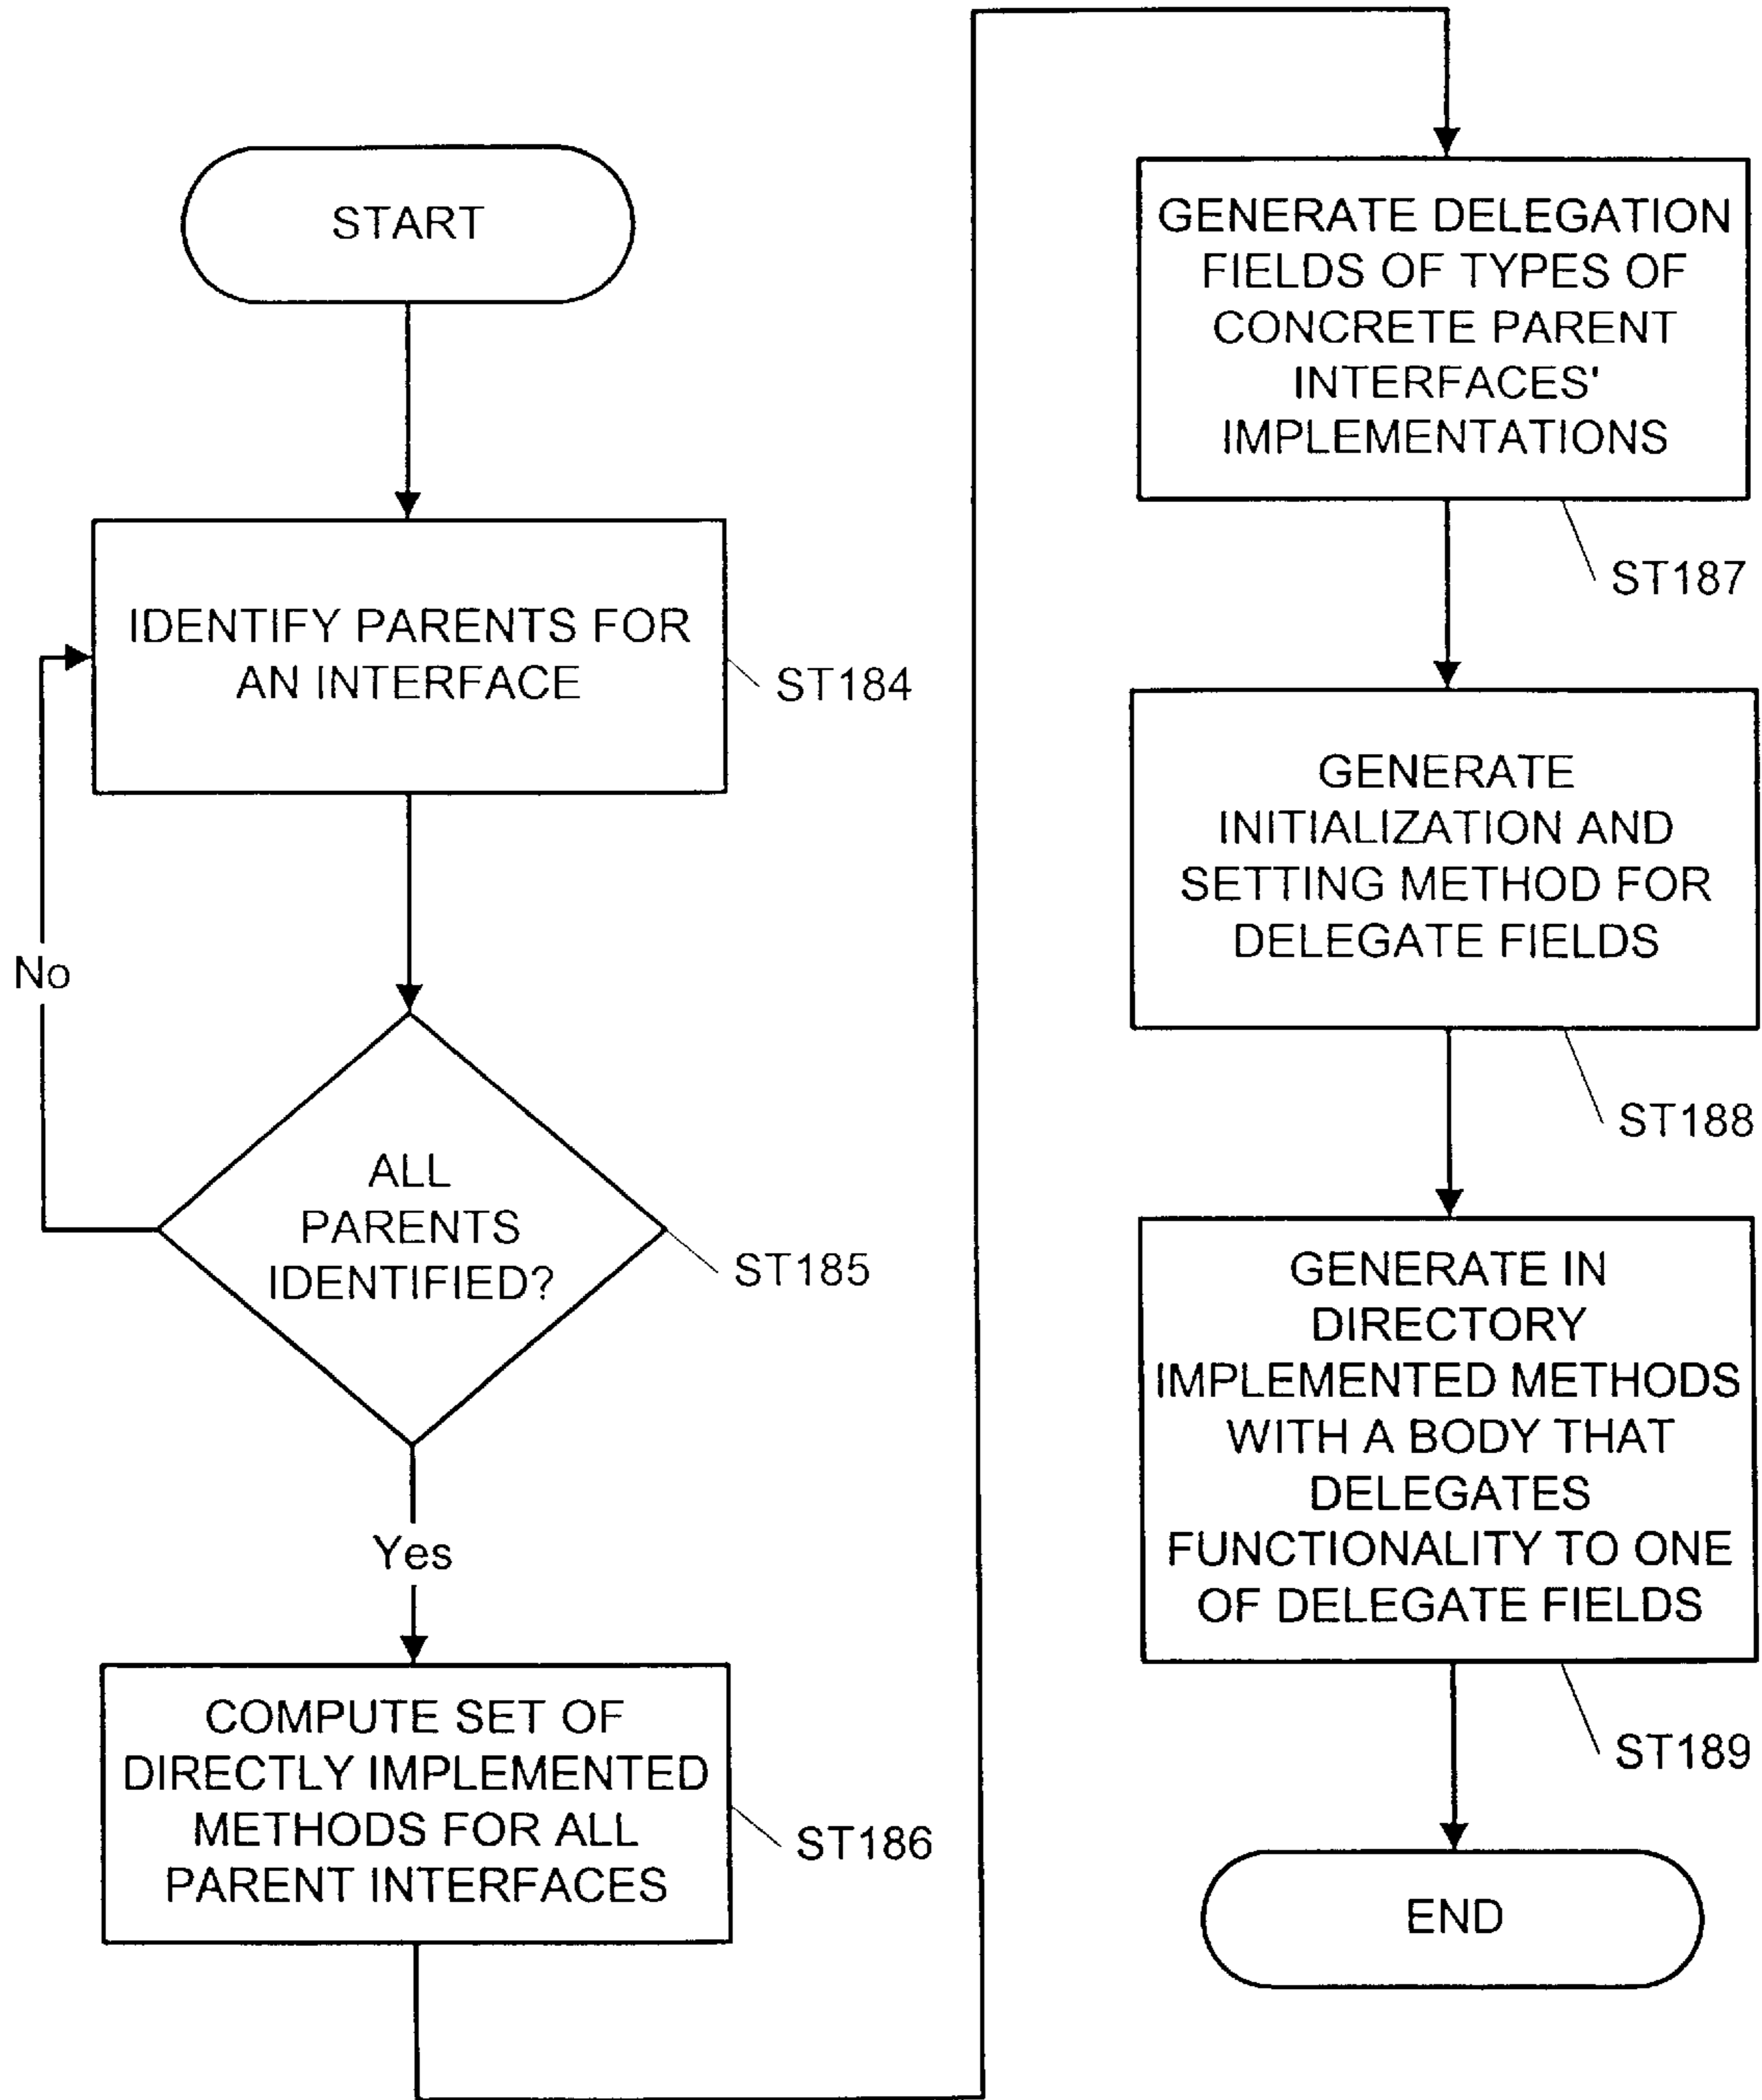 START
IDENTIFY PARENTS FOR
AN INTERFACE
ST184
No
ALL
PARENTS
IDENTIFIED?
ST185
Yes
COMPUTE SET OF
DIRECTLY IMPLEMENTED
METHODS FOR ALL
PARENT INTERFACES
ST186
GENERATE DELEGATION
FIELDS OF TYPES OF
CONCRETE PARENT
INTERFACES'
IMPLEMENTATIONS
ST187
GENERATE
INITIALIZATION AND
SETTING METHOD FOR
DELEGATE FIELDS
ST188
GENERATE IN
DIRECTORY
IMPLEMENTED METHODS
WITH A BODY THAT
DELEGATES
FUNCTIONALITY TO ONE
OF DELEGATE FIELDS
ST189
END